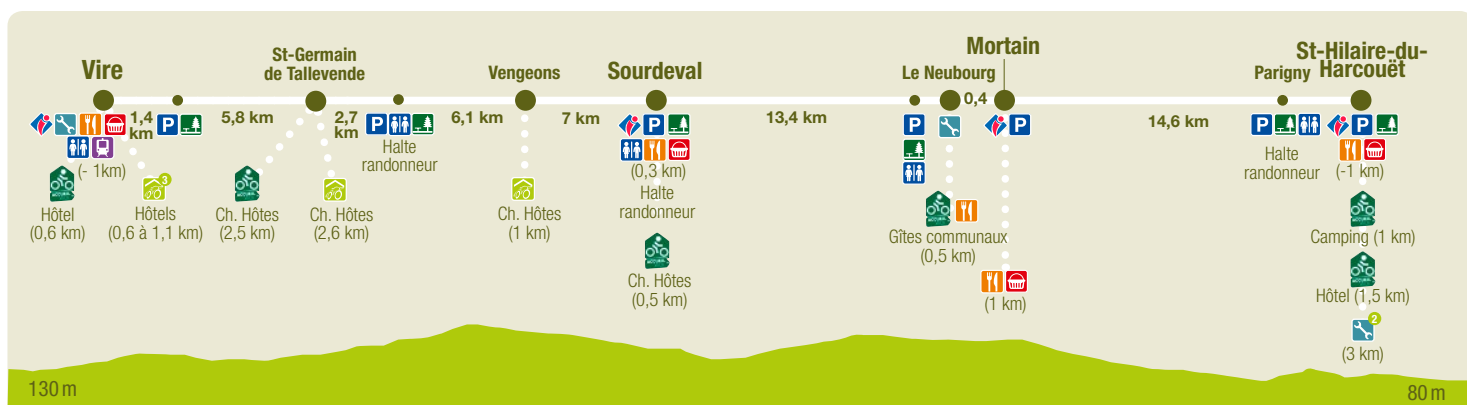 Vire
St-Germain
de Tallevende
Vengeons
Sourdeval
Le Neubourg
Mortain
Parigny
St-Hilaire-du-
Harcouët
1,4
km
5,8 km
2,7
km
6,1 km
7 km
13,4 km
0,4
14,6 km
P
P
P
P
P
P
P
(- 1km)
Hôtel
(0,6 km)
3
Hôtels
(0,6 à 1,1 km)
ACCUEIL
Ch. Hôtes
(2,5 km)
Ch. Hôtes
(2,6 km)
Halte
randonneur
Ch. Hôtes
(1 km)
(0,3 km)
Halte
randonneur
Ch. Hôtes
(0,5 km)
Gîtes communaux
(0,5 km)
(1 km)
Halte
randonneur
(-1 km)
Camping (1 km)
Hôtel (1,5 km)
2
(3 km)
130 m
80 m